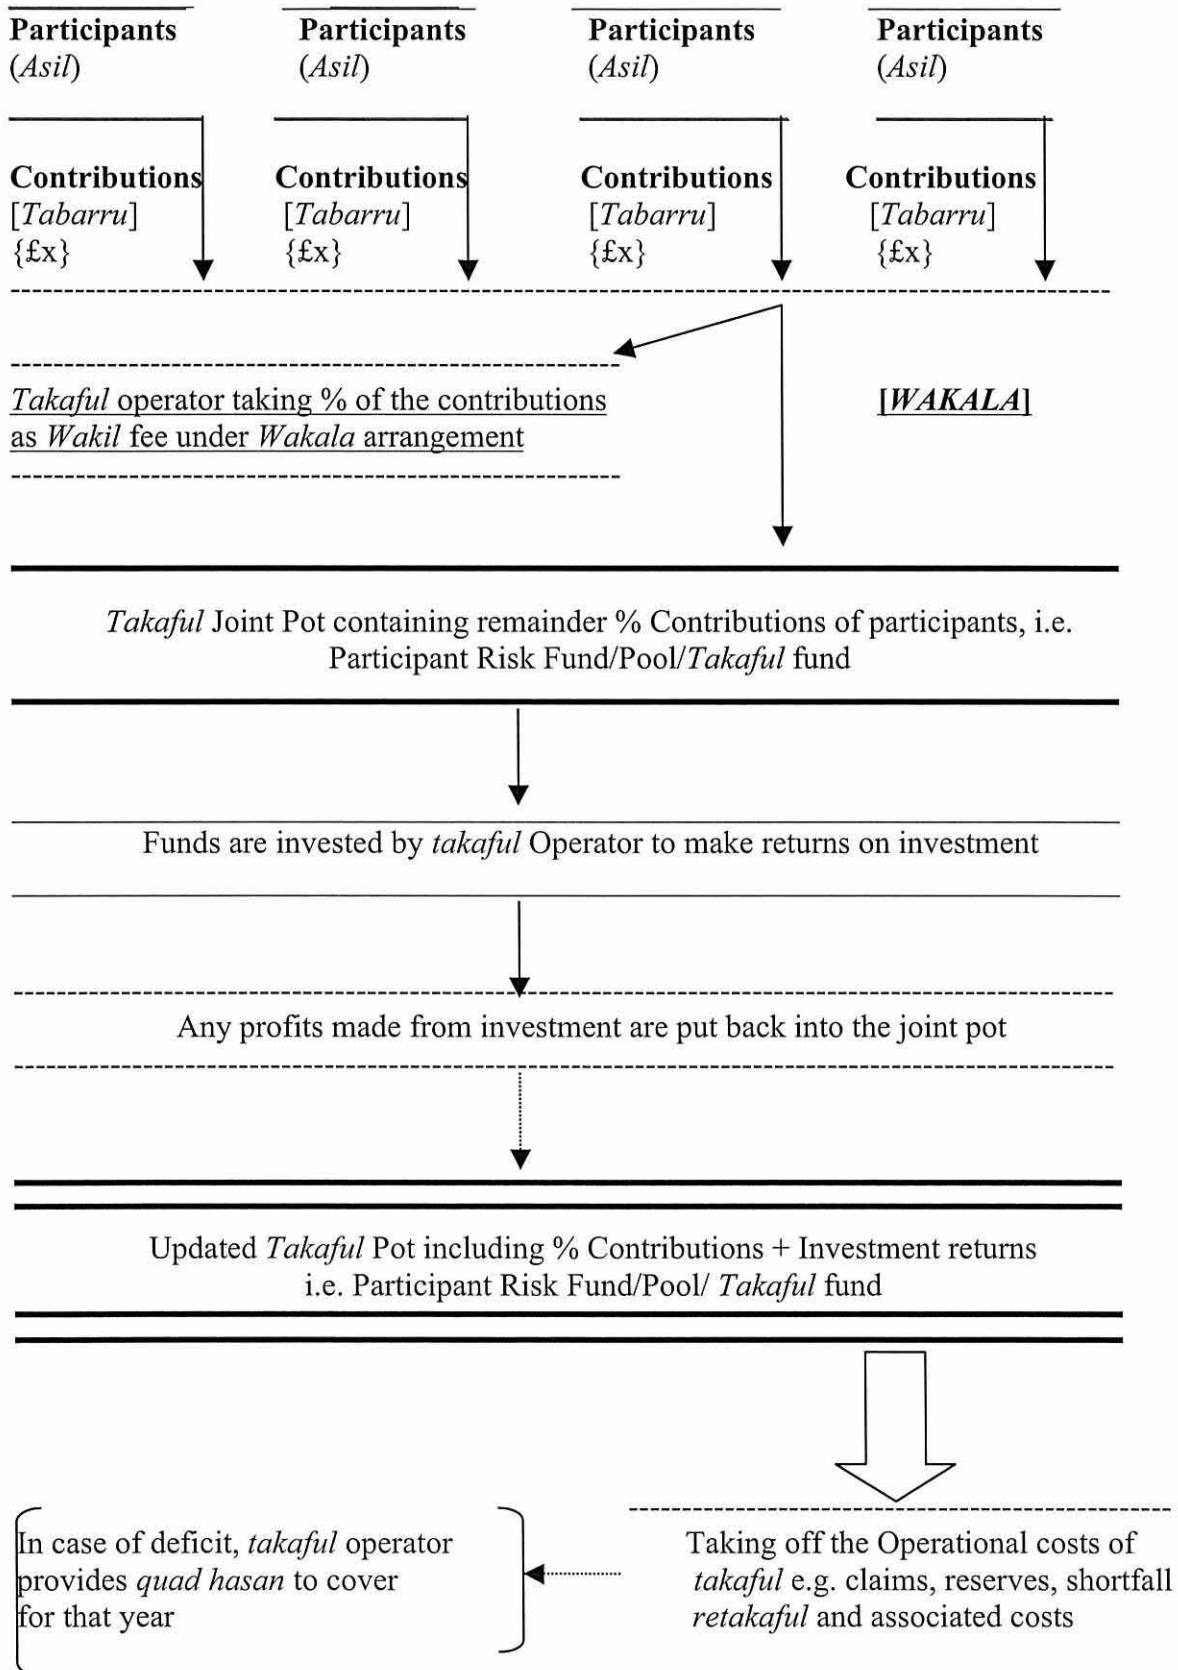 Participants Participants Participants Participants
(Asil) (Asil) (Asil) (Asil)
Contributions Contributions Contributions Contributions
[Tabarru] [Tabarru] [Tabarru] [Tabarru]
{£x} {£x} {£x} {£x}
Takaful operator taking % of the contributions [WAKALA]
as Wakil fee under Wakala arrangement
Takaful Joint Pot containing remainder % Contributions of participants, i.e.
Participant Risk Fund/Pool/Takaful fund
Funds are invested by takaful Operator to make returns on investment
Any profits made from investment are put back into the joint pot
Updated Takaful Pot including % Contributions + Investment returns
i.e. Participant Risk Fund/Pool/ Takaful fund
In case of deficit, takaful operator
provides quad hasan to cover
for that year
Taking off the Operational costs of
takaful e.g. claims, reserves, shortfall
retakaful and associated costs